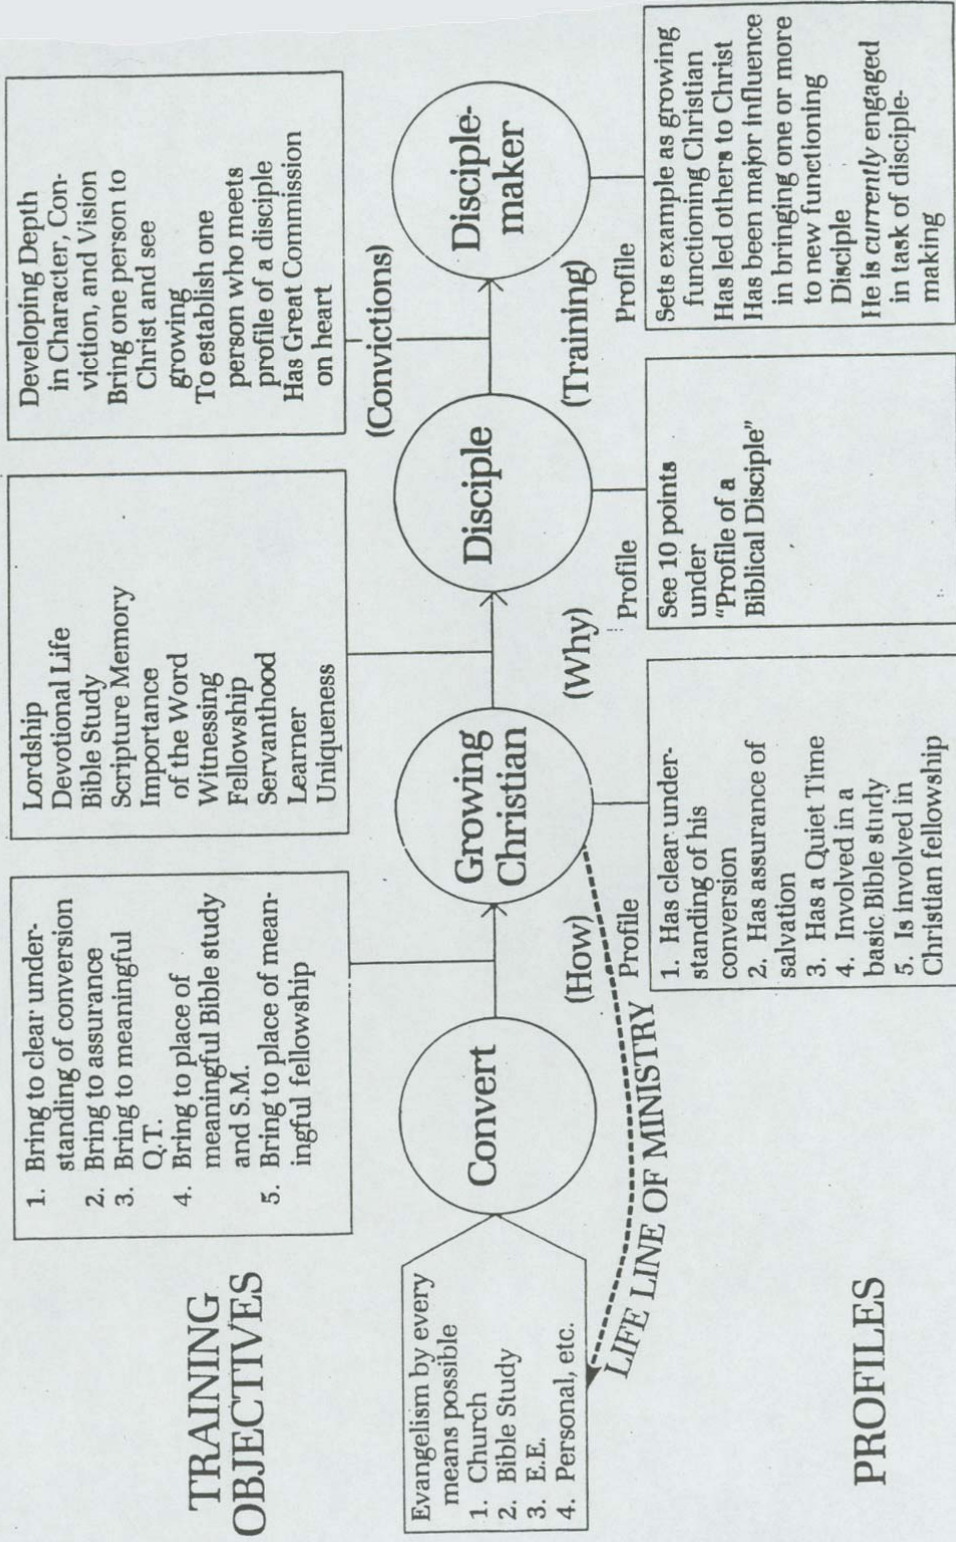 TRAINING
OBJECTIVES
1. Bring to clear under-
standing of conversion
2. Bring to assurance
3. Bring to meaningful
Q.T.
4. Bring to place of
meaningful Bible study
and S.M.
5. Bring to place of mean-
ingful fellowship
Lordship
Devotional Life
Bible Study
Scripture Memory
Importance
of the Word
Witnessing
Fellowship
Servanthood
Learner
Uniqueness
Developing Depth
in Character, Con-
viction, and Vision
Bring one person to
Christ and see
growing
To establish one
person who meets
profile of a disciple
Has Great Commission
on heart
(Convictions)
Evangelism by every
means possible
1. Church
2. Bible Study
3. E.E.
4. Personal, etc.
Convert
Growing
Christian
Disciple
Disciple-
maker
(How)
(Why)
(Training)
LIFE LINE OF MINISTRY
PROFILES
Profile
1. Has clear under-
standing of his
conversion
2. Has assurance of
salvation
3. Has a Quiet Time
4. Involved in a
basic Bible study
5. Is involved in
Christian fellowship
Profile
See 10 points
under
"Profile of a
Biblical Disciple"
Profile
Sets example as growing
functioning Christian
Has led others to Christ
Has been major influence
in bringing one or more
to new functioning
Disciple
He is currently engaged
in task of disciple-
making